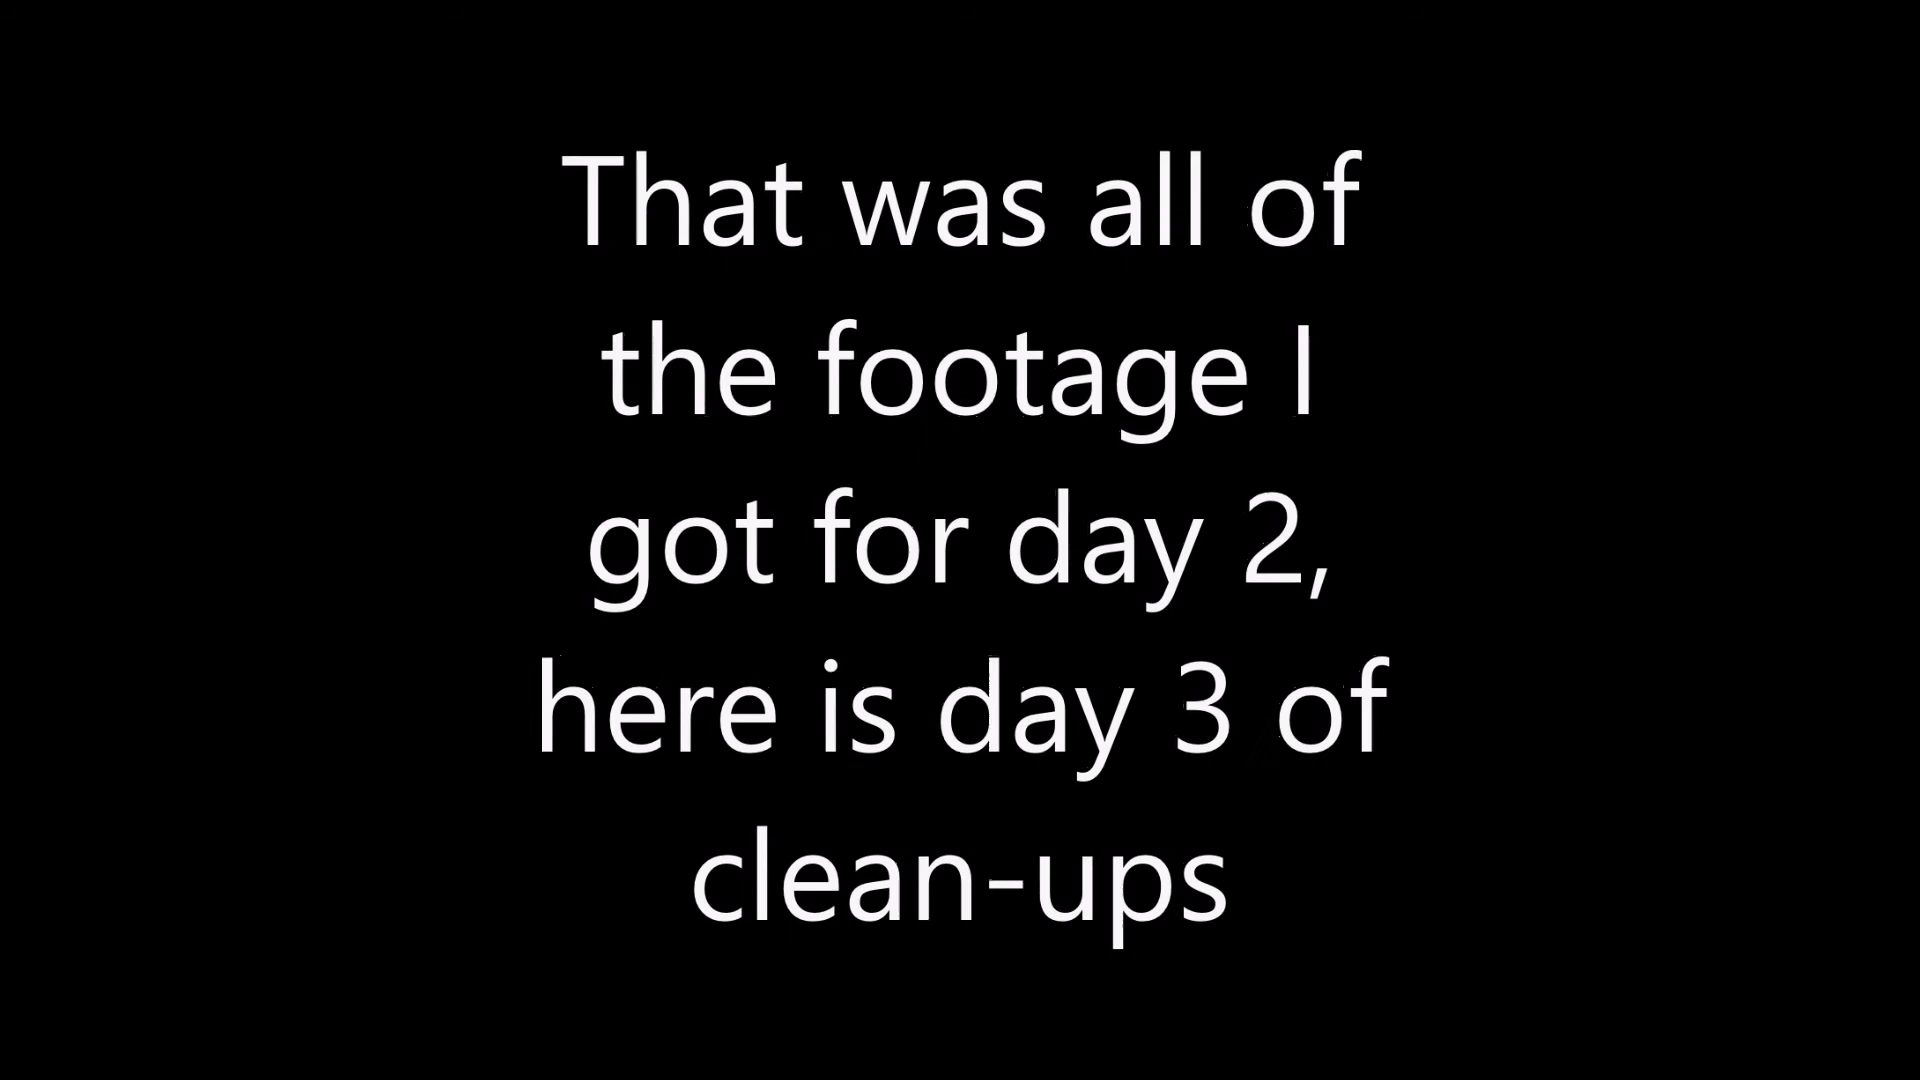 That was all of
the footage I
got for day 2,
here is day 3 of
clean-ups